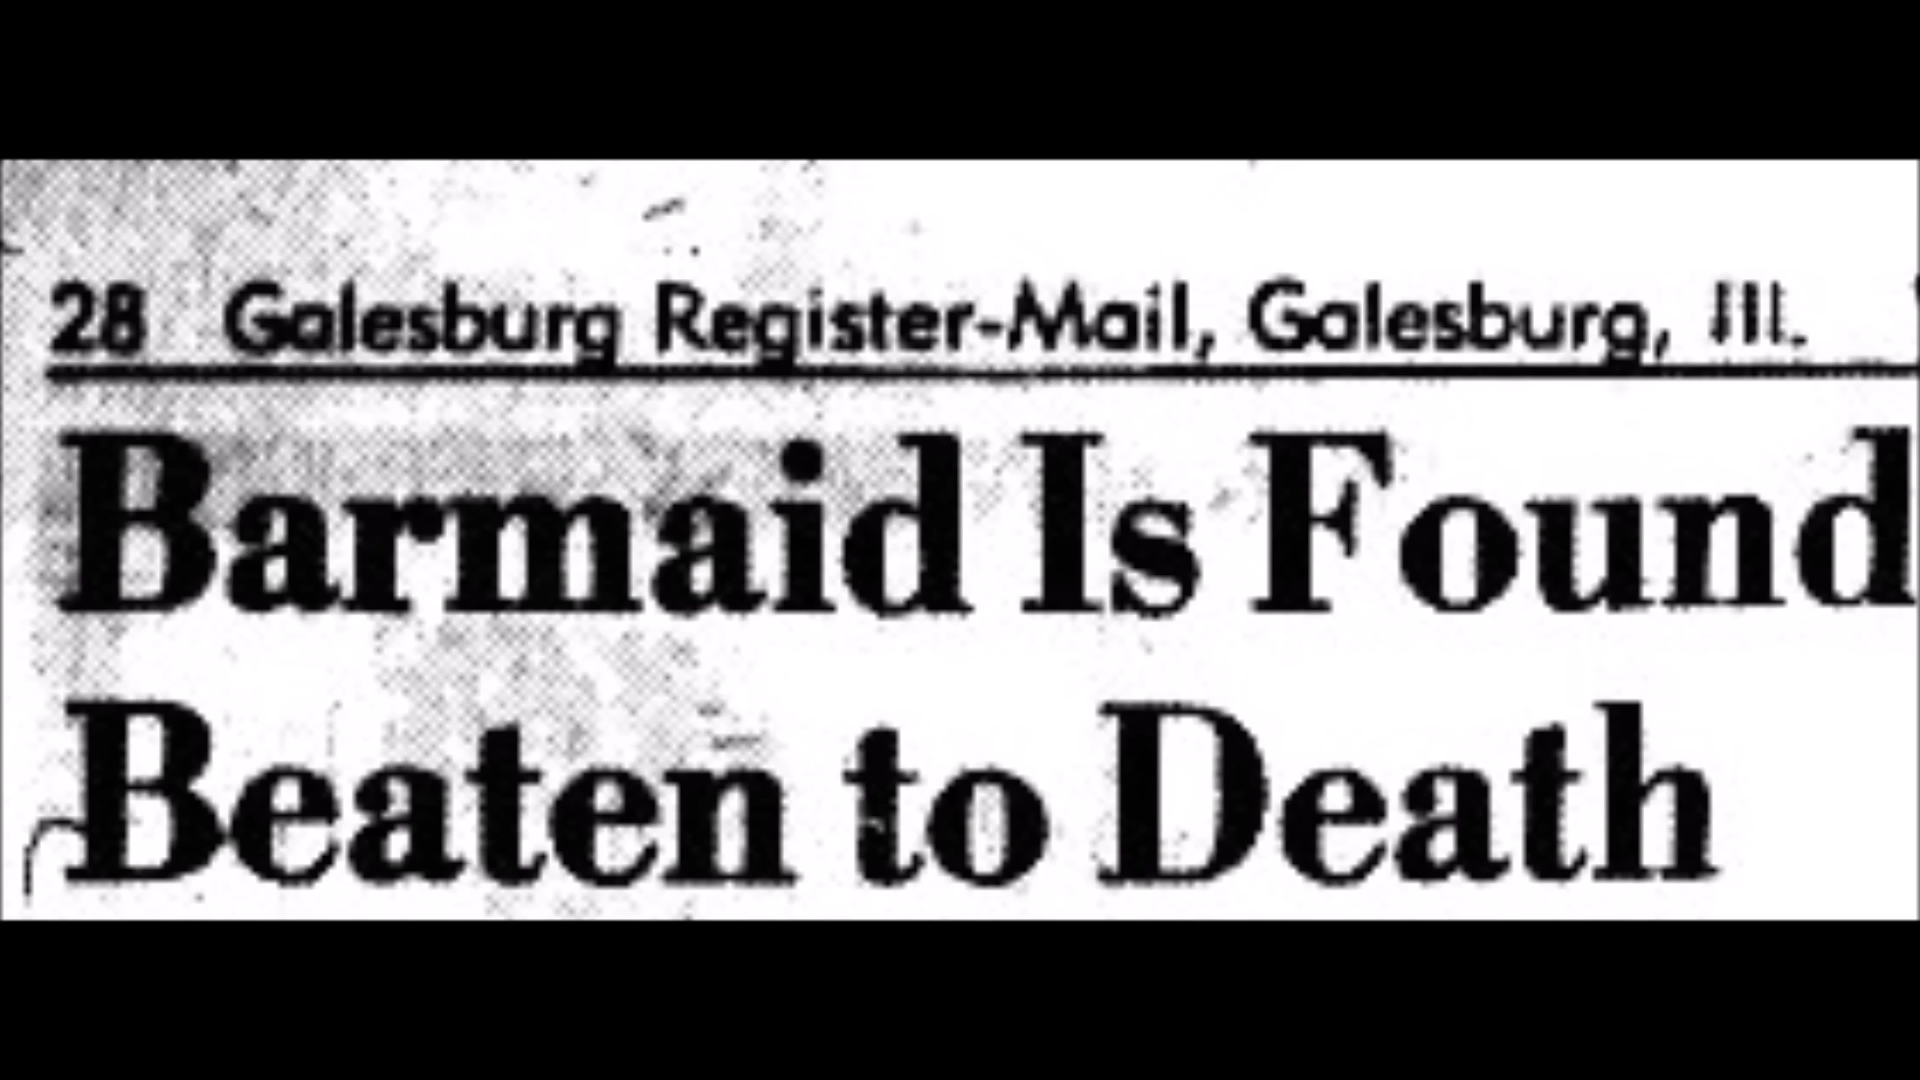 28 Galesburg Register-Mail, Galesburg, Ill.
Barmaid Is Found
Beaten to Death